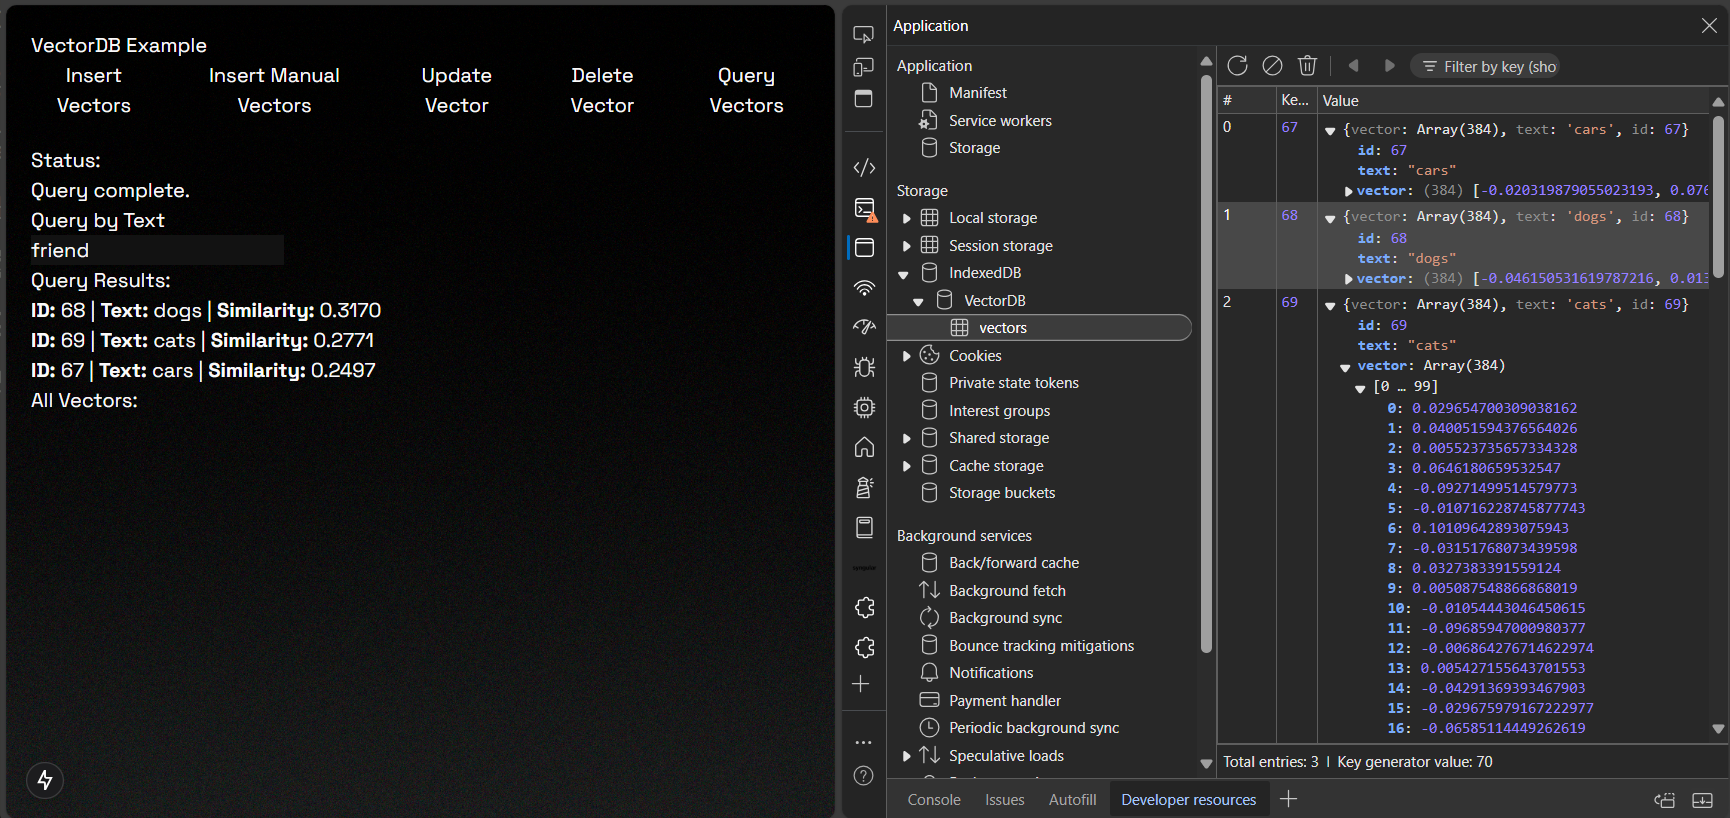 VectorDB Example
Insert Vectors
Insert Manual Vectors
Update Vector
Delete Vector
Query Vectors
Status:
Query complete.
Query by Text
friend
Query Results:
ID: 68 | Text: dogs | Similarity: 0.3170
ID: 69 | Text: cats | Similarity: 0.2771
ID: 67 | Text: cars | Similarity: 0.2497
All Vectors:
Application
Application
Manifest
Service workers
Storage
Storage
Local storage
Session storage
IndexedDB
VectorDB
vectors
Cookies
Private state tokens
Interest groups
Shared storage
Cache storage
Storage buckets
Background services
Back/forward cache
Background fetch
Background sync
Bounce tracking mitigations
Notifications
Payment handler
Periodic background sync
Speculative loads
Filter by key (sho
# Ke... Value
0 67 {vector: Array(384), text: 'cars', id: 67}
id: 67
text: "cars"
vector: (384) [-0.020319879055023193, 0.076
1 68 {vector: Array(384), text: 'dogs', id: 68}
id: 68
text: "dogs"
vector: (384) [-0.046150531619787216, 0.013
2 69 {vector: Array(384), text: 'cats', id: 69}
id: 69
text: "cats"
vector: Array(384)
[0 … 99]
0: 0.029654700309038162
1: 0.040051594376564026
2: 0.005523735657334328
3: 0.0646180659532547
4: -0.09271499514579773
5: -0.010716228745877743
6: 0.10109642893075943
7: -0.03151768073439598
8: 0.0327383391559124
9: 0.005087548866868019
10: -0.01054443046450615
11: -0.09685947000980377
12: -0.006864276714622974
13: 0.005427155643701553
14: -0.04291369393467903
15: -0.029675979167222977
16: -0.06585114449262619
Total entries: 3 | Key generator value: 70
Console
Issues
Autofill
Developer resources